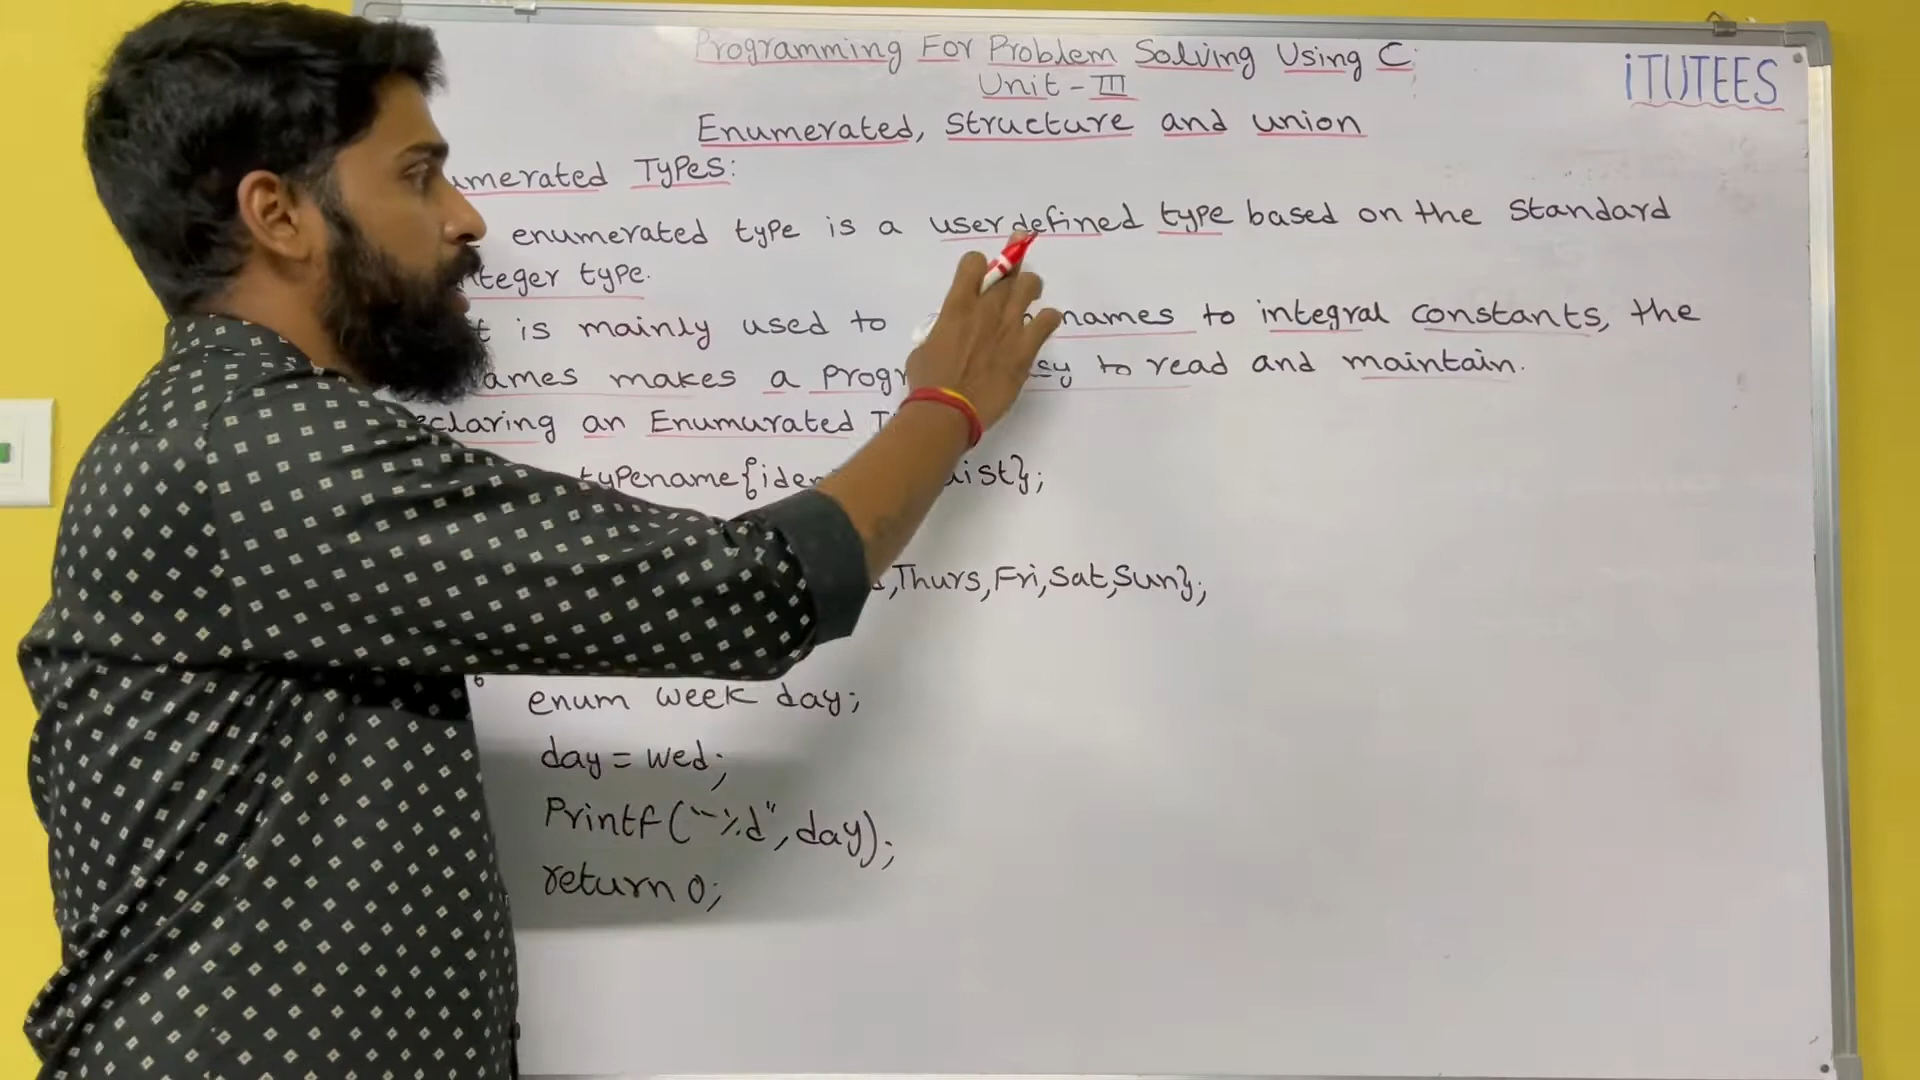 Programming For Problem Solving Using C
iTUTEES
Unit - III
Enumerated, Structure and union
umerated Types:
enumerated type is a userdefined type based on the standard
nteger type.
t is mainly used to names to integral constants, the
ames makes a progr sy to read and maintain.
eclaring an Enumurated T
typename{iden list};
,Thurs,Fri,Sat,Sun};
enum week day;
day = wed;
Printf("%d", day);
return 0;